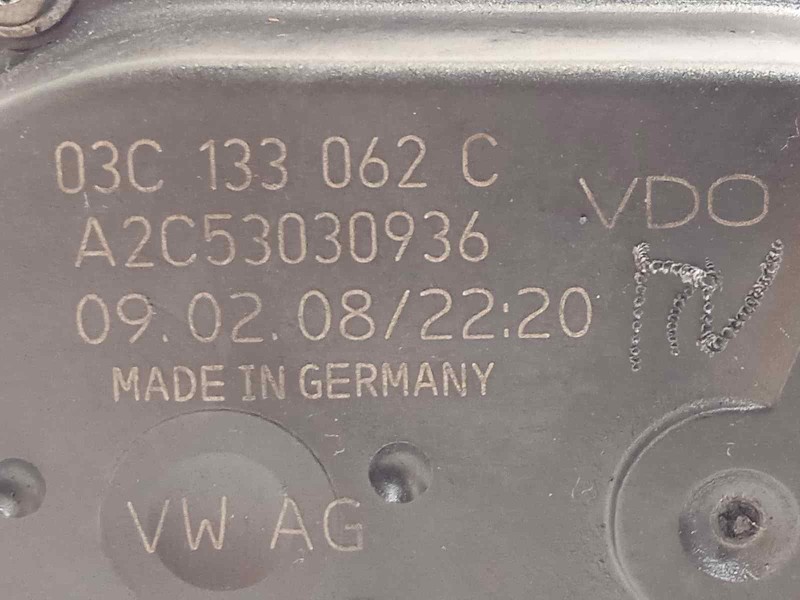 03C 133 062 C
VDO
A2C53030936
09.02.08/22:20
MADE IN GERMANY
VW AG